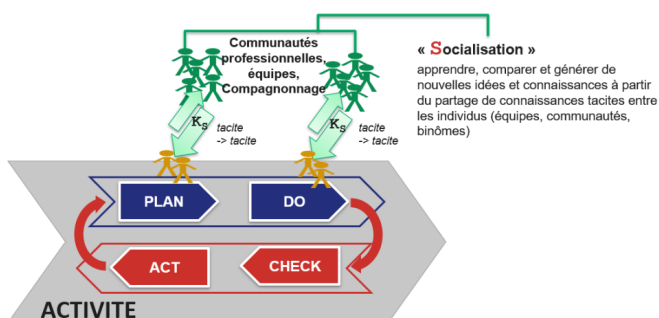 Communautés
professionnelles,
équipes,
Compagnonnage
« Socialisation »
apprendre, comparer et générer de
nouvelles idées et connaissances à partir
du partage de connaissances tacites entre
les individus (équipes, communautés,
binômes)
KS
tacite
-> tacite
KS
tacite
-> tacite
PLAN
DO
ACT
CHECK
ACTIVITE